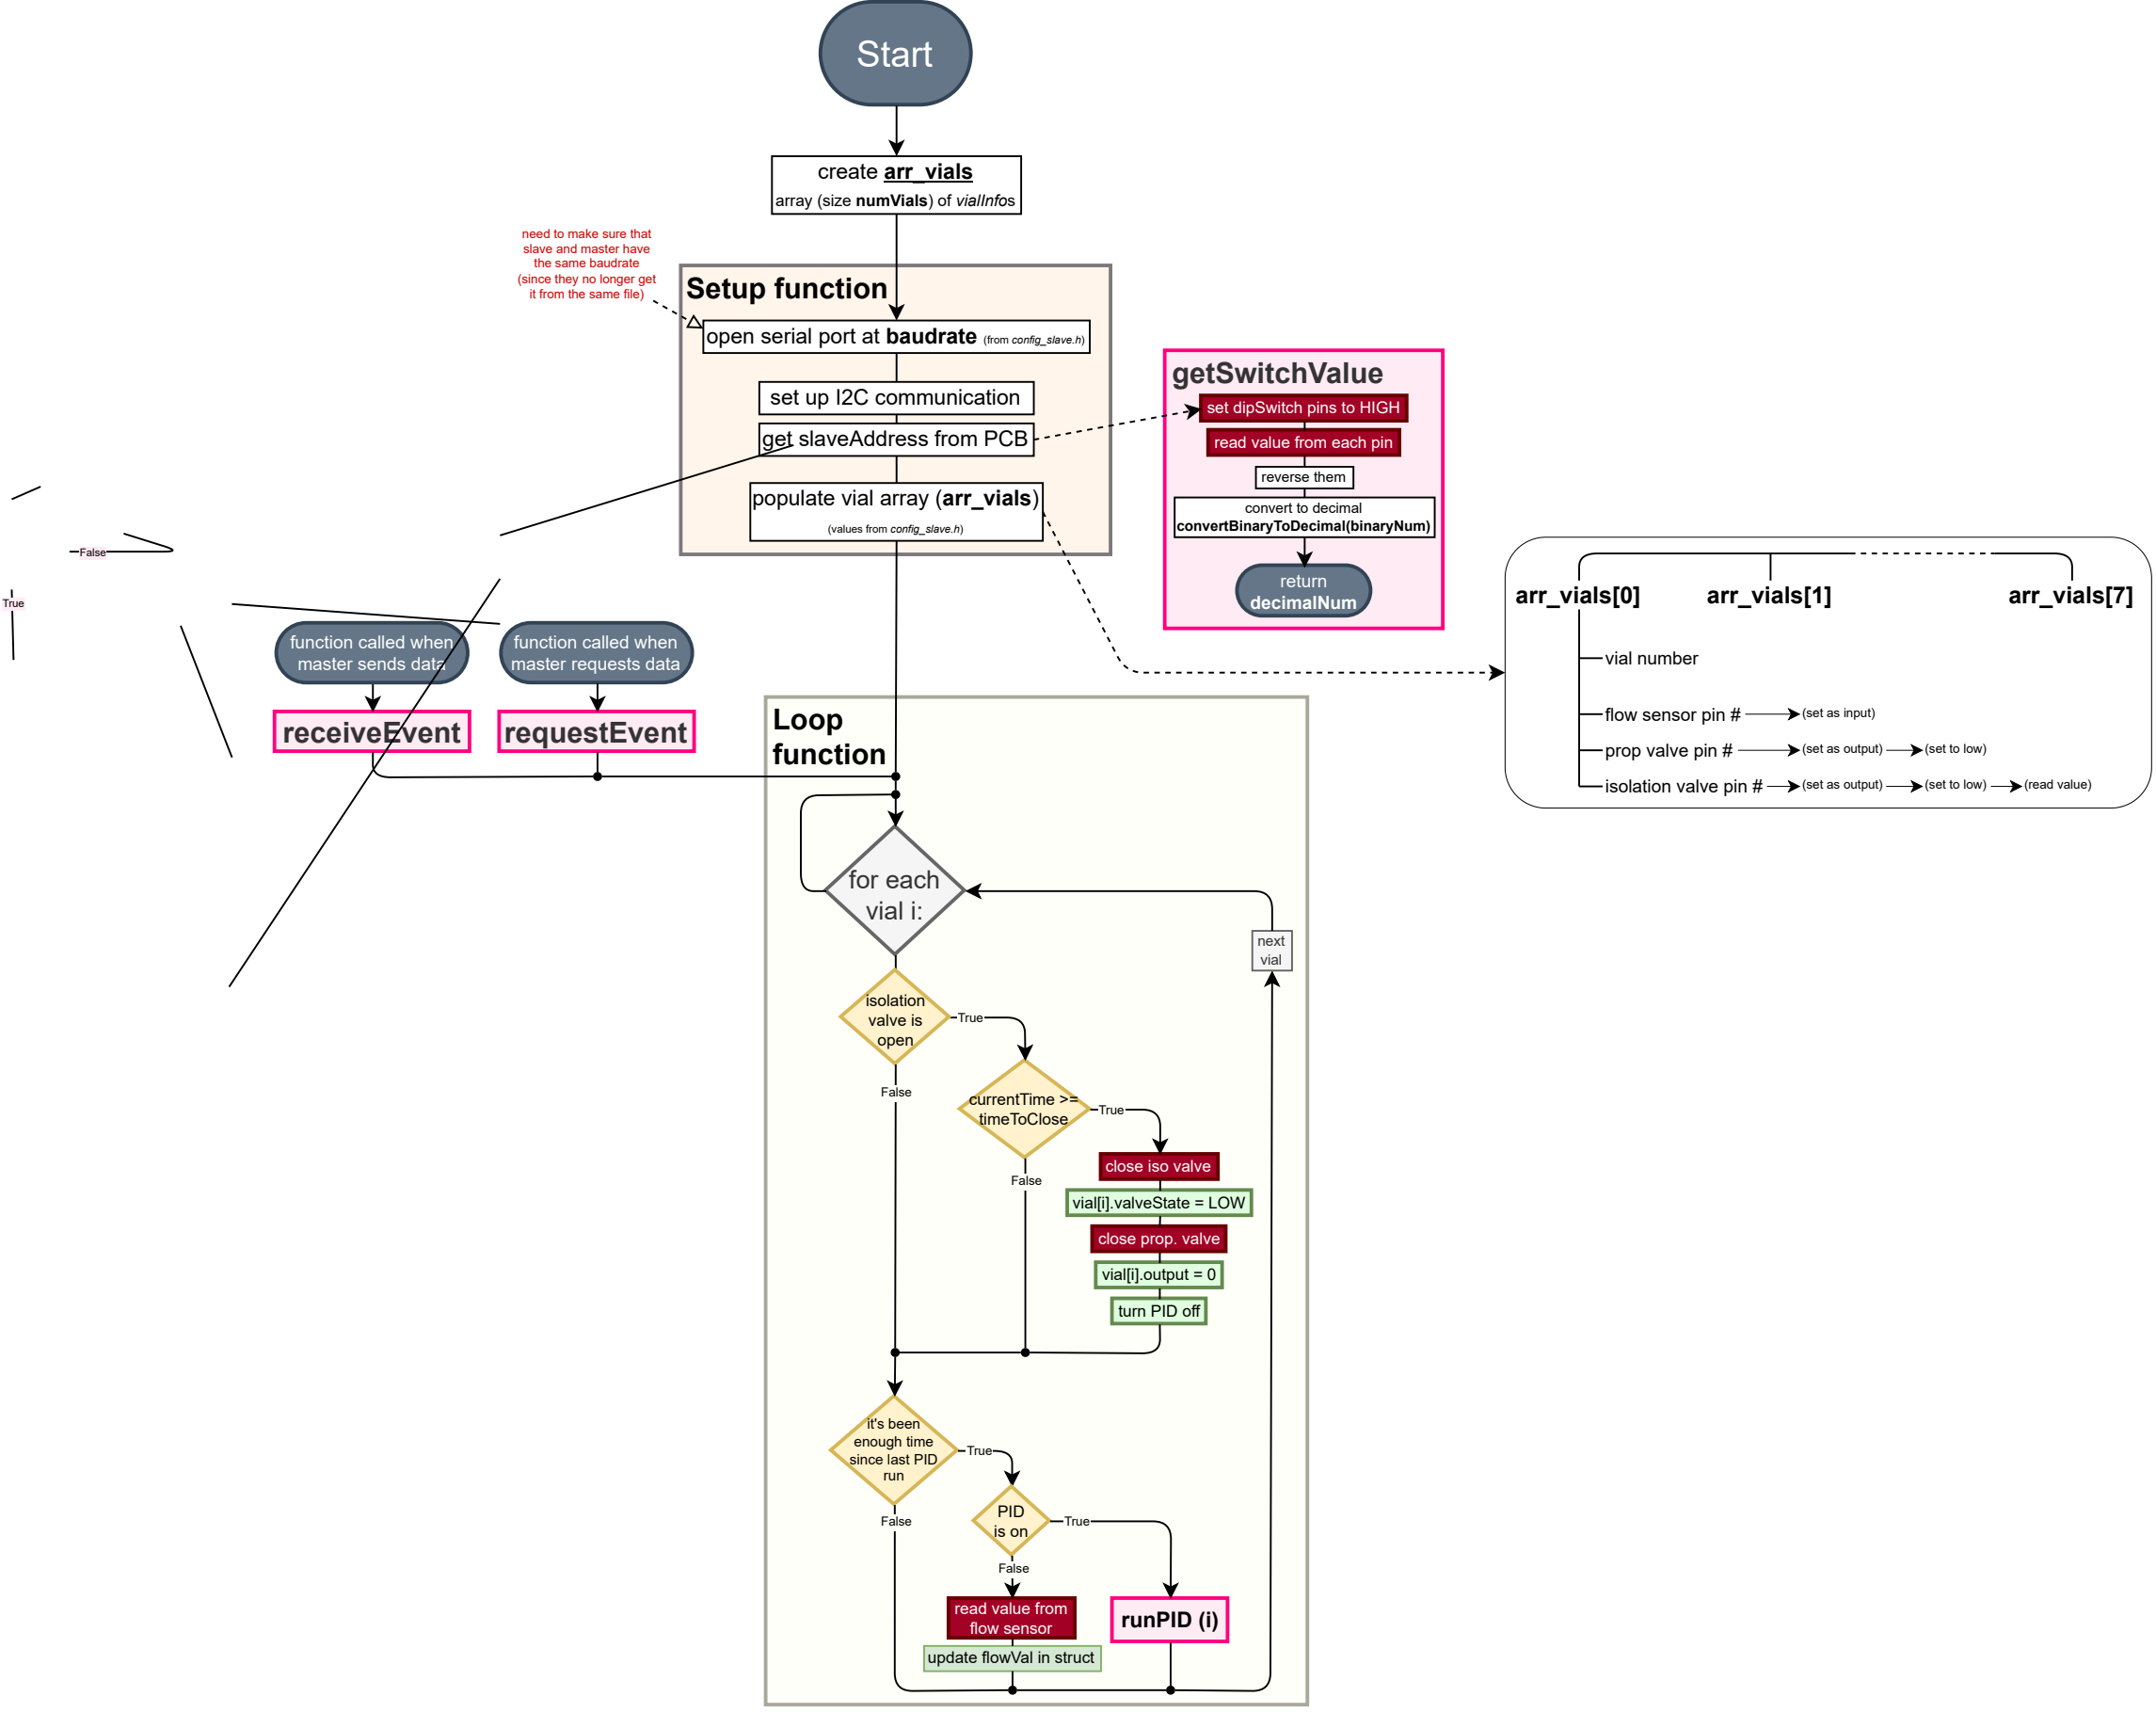 Start
create arr_vials
array (size numVials) of vialInfos
need to make sure that
slave and master have
the same baudrate
(since they no longer get
it from the same file)
Setup function
open serial port at baudrate (from config_slave.h)
set up I2C communication
get slaveAddress from PCB
populate vial array (arr_vials)
(values from config_slave.h)
getSwitchValue
set dipSwitch pins to HIGH
read value from each pin
reverse them
convert to decimal
convertBinaryToDecimal(binaryNum)
return
decimalNum
arr_vials[0]
arr_vials[1]
arr_vials[7]
vial number
flow sensor pin #
(set as input)
prop valve pin #
(set as output)
(set to low)
isolation valve pin #
(set as output)
(set to low)
(read value)
False
True
function called when
master sends data
function called when
master requests data
receiveEvent
requestEvent
Loop
function
for each
vial i:
next
vial
isolation
valve is
open
True
False
currentTime >=
timeToClose
True
False
close iso valve
vial[i].valveState = LOW
close prop. valve
vial[i].output = 0
turn PID off
it's been
enough time
since last PID
run
True
False
PID
is on
True
False
read value from
flow sensor
update flowVal in struct
runPID (i)